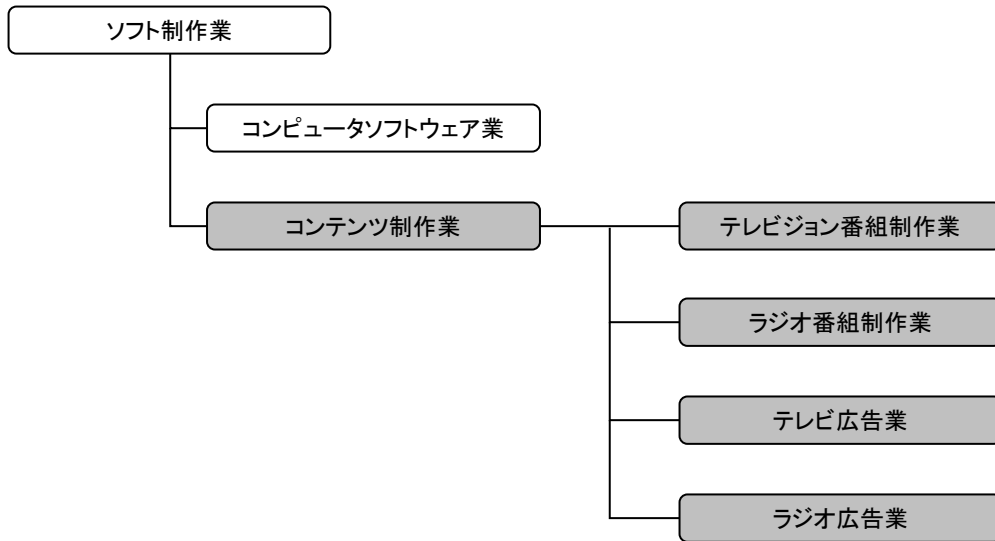 ソフト制作業
コンピュータソフトウェア業
コンテンツ制作業
テレビジョン番組制作業
ラジオ番組制作業
テレビ広告業
ラジオ広告業